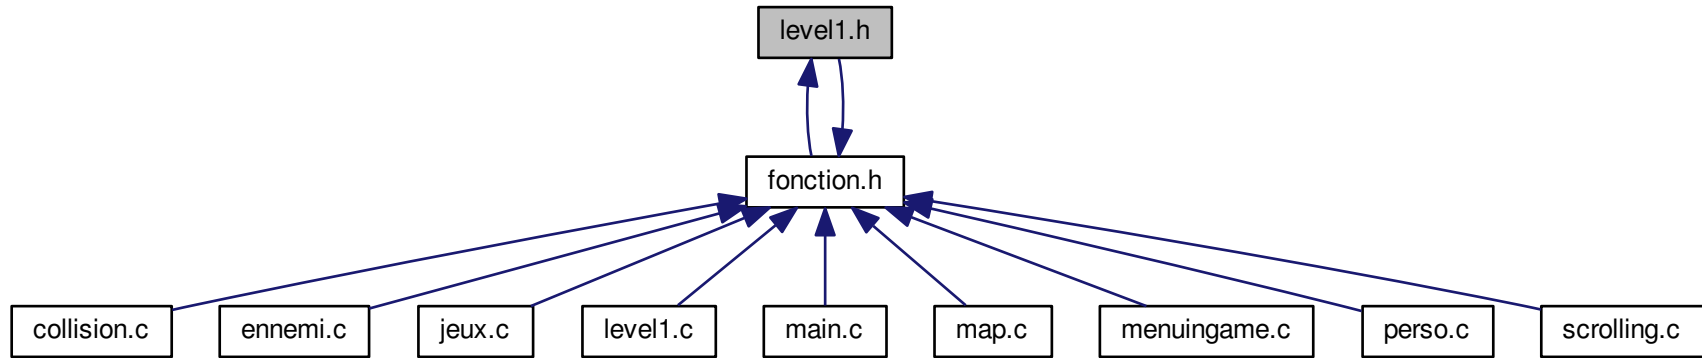 level1.h
fonction.h
collision.c
ennemi.c
jeux.c
level1.c
main.c
map.c
menuingame.c
perso.c
scrolling.c